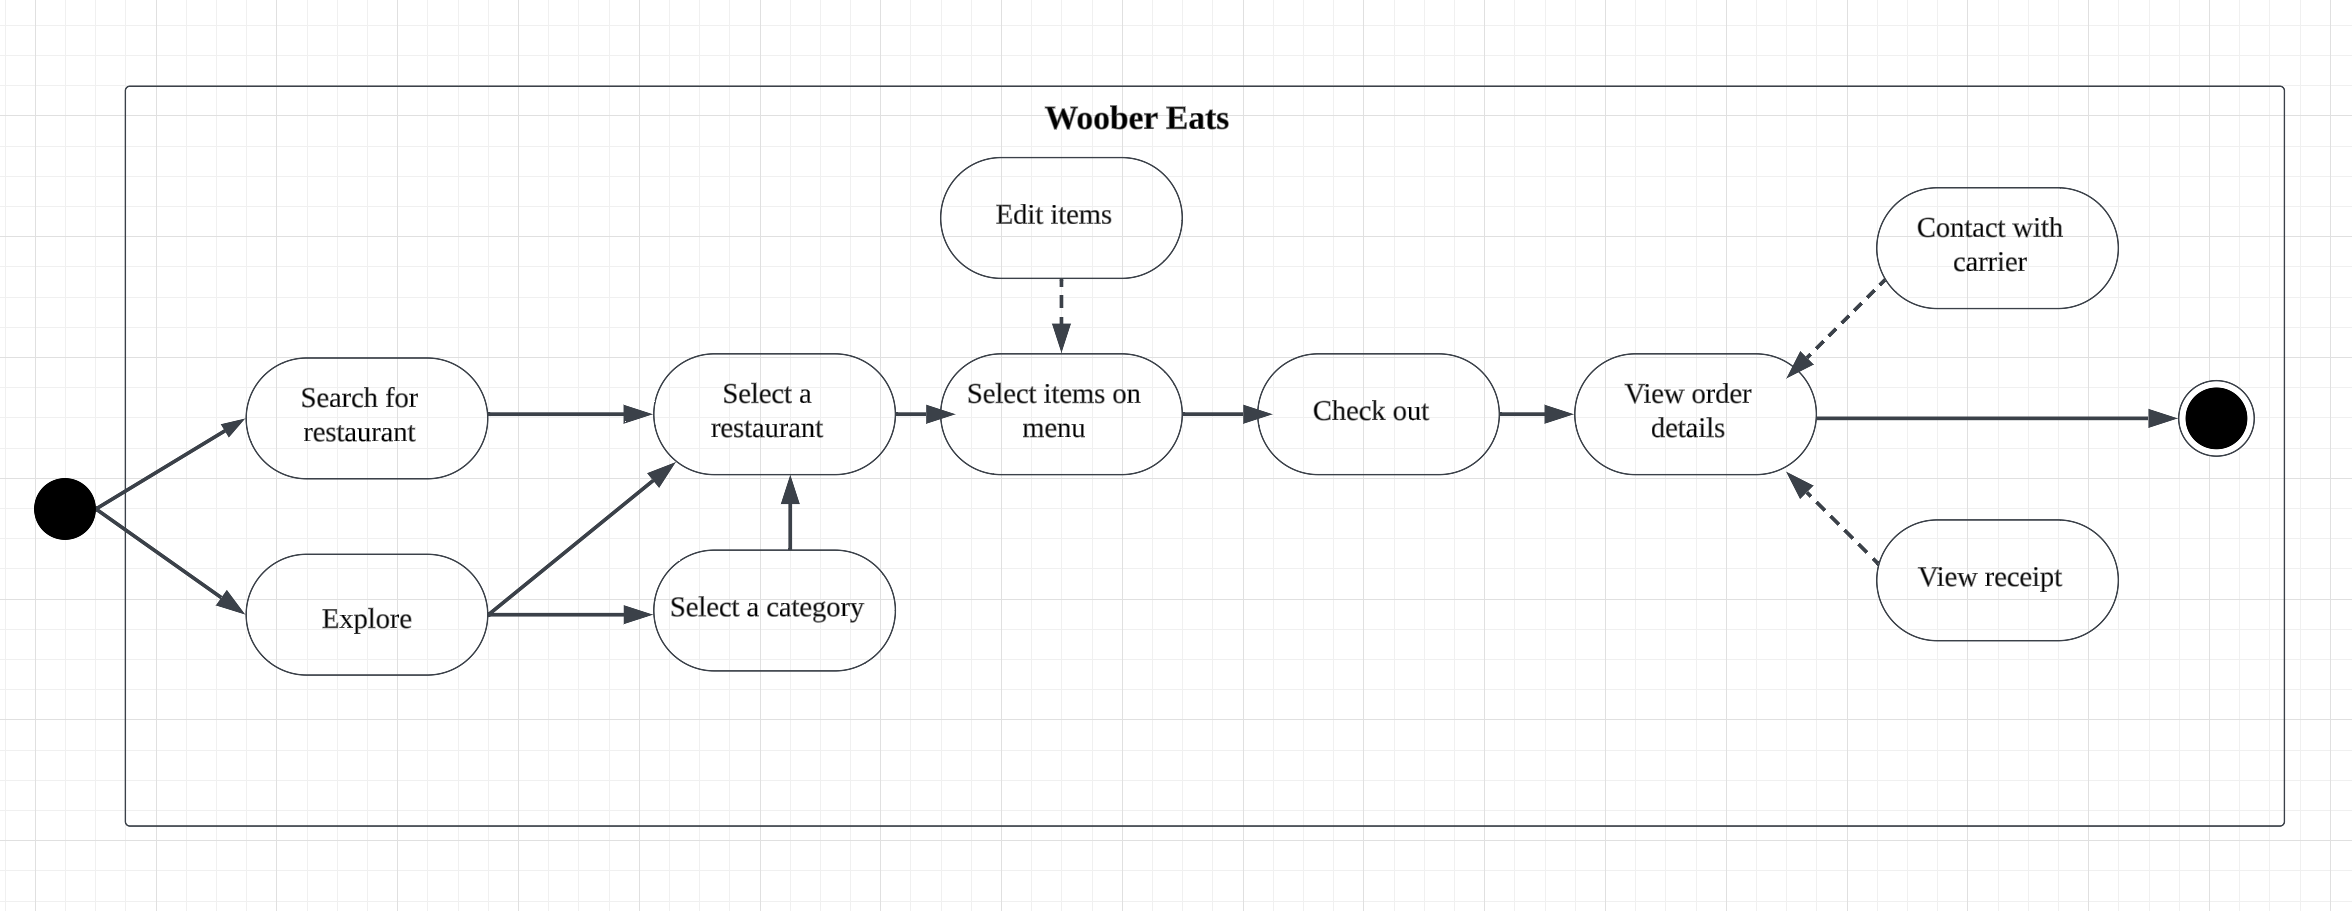 Woober Eats
Edit items
Contact with
carrier
Search for
restaurant
Select a
restaurant
Select items on
menu
Check out
View order
details
Explore
Select a category
View receipt